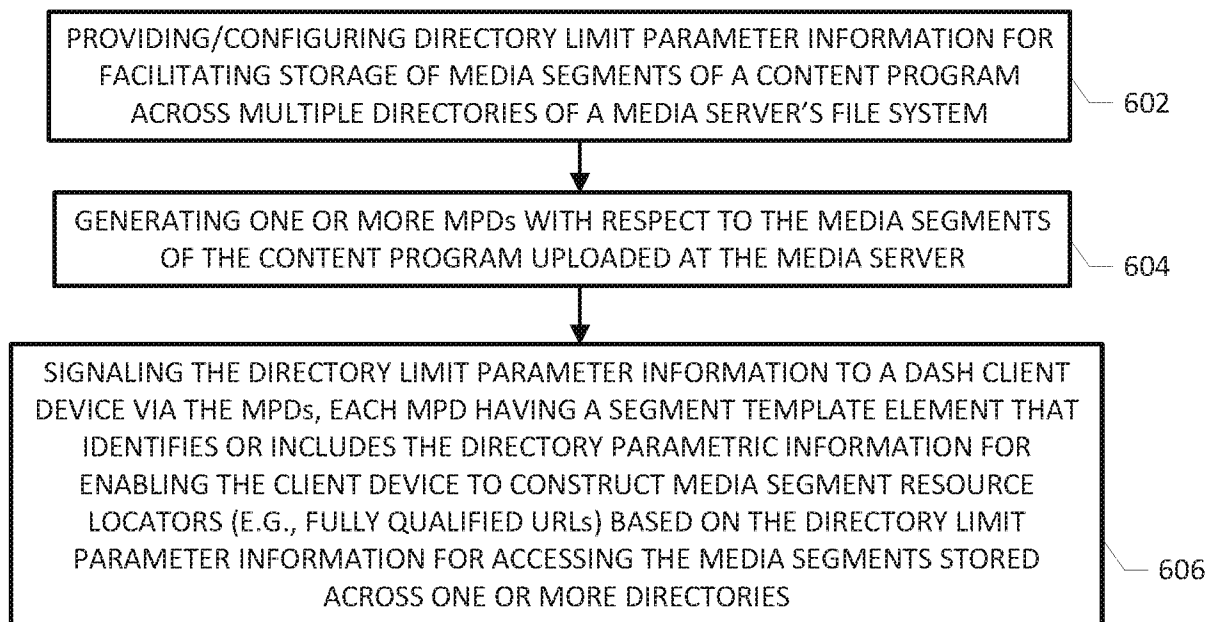 PROVIDING/CONFIGURING DIRECTORY LIMIT PARAMETER INFORMATION FOR
FACILITATING STORAGE OF MEDIA SEGMENTS OF A CONTENT PROGRAM
ACROSS MULTIPLE DIRECTORIES OF A MEDIA SERVER'S FILE SYSTEM
602
GENERATING ONE OR MORE MPDs WITH RESPECT TO THE MEDIA SEGMENTS
OF THE CONTENT PROGRAM UPLOADED AT THE MEDIA SERVER
604
SIGNALING THE DIRECTORY LIMIT PARAMETER INFORMATION TO A DASH CLIENT
DEVICE VIA THE MPDs, EACH MPD HAVING A SEGMENT TEMPLATE ELEMENT THAT
IDENTIFIES OR INCLUDES THE DIRECTORY PARAMETRIC INFORMATION FOR
ENABLING THE CLIENT DEVICE TO CONSTRUCT MEDIA SEGMENT RESOURCE
LOCATORS (E.G., FULLY QUALIFIED URLs) BASED ON THE DIRECTORY LIMIT
PARAMETER INFORMATION FOR ACCESSING THE MEDIA SEGMENTS STORED
ACROSS ONE OR MORE DIRECTORIES
606